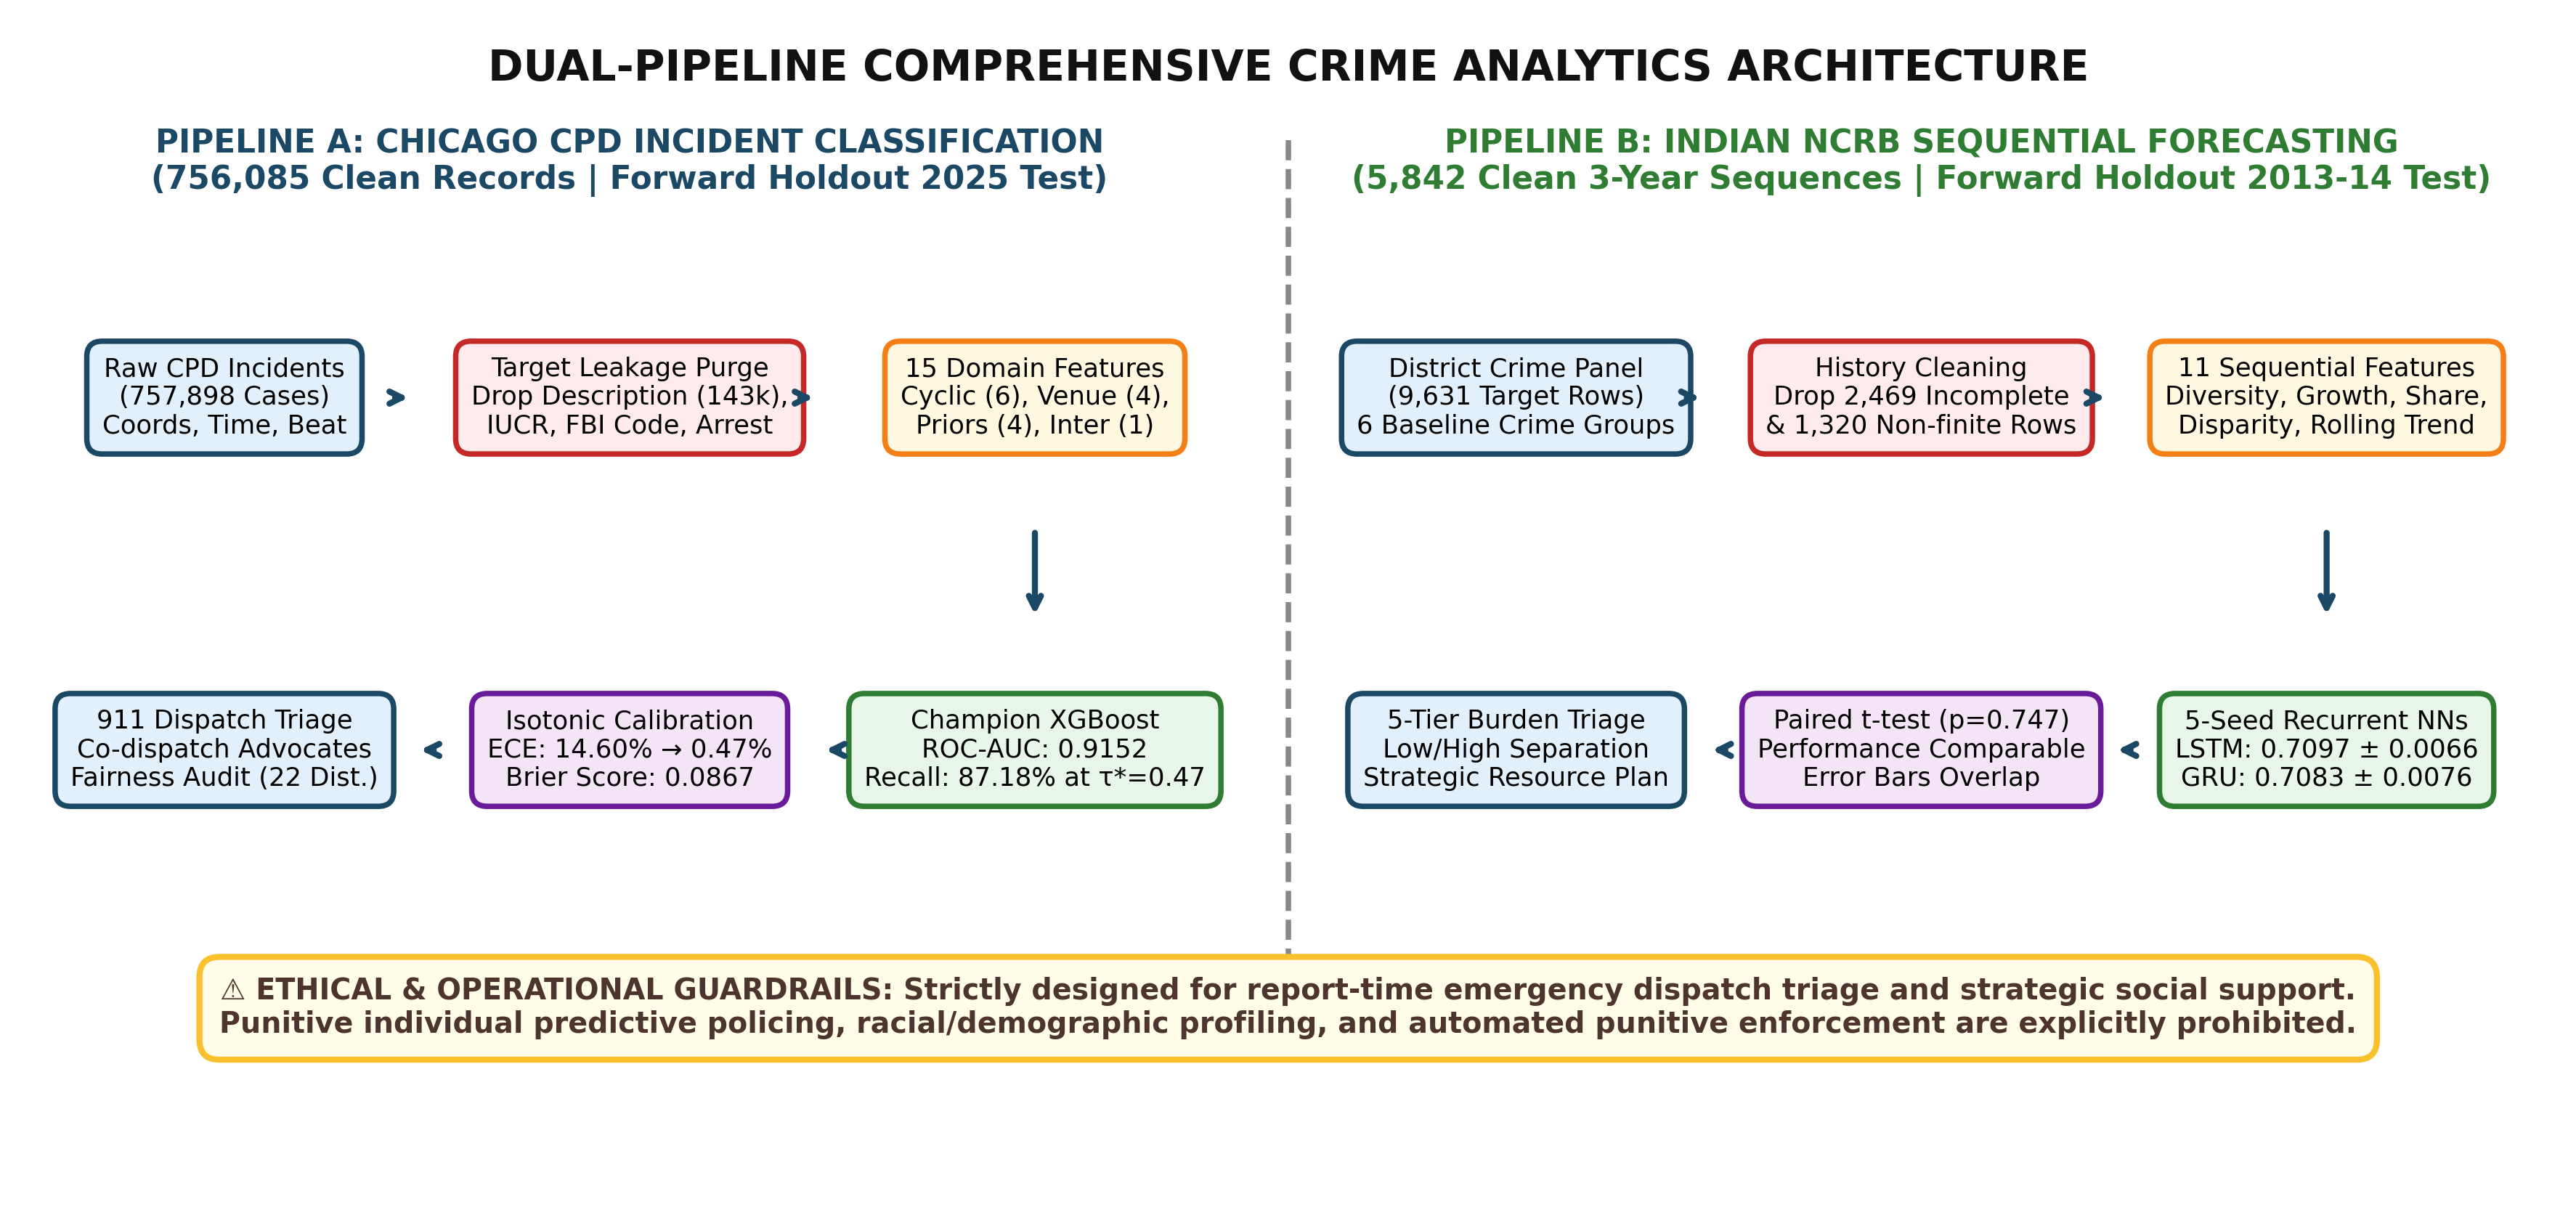 DUAL-PIPELINE COMPREHENSIVE CRIME ANALYTICS ARCHITECTURE
PIPELINE A: CHICAGO CPD INCIDENT CLASSIFICATION
(756,085 Clean Records | Forward Holdout 2025 Test)
Raw CPD Incidents
(757,898 Cases)
Coords, Time, Beat
Target Leakage Purge
Drop Description (143k),
IUCR, FBI Code, Arrest
15 Domain Features
Cyclic (6), Venue (4),
Priors (4), Inter (1)
Champion XGBoost
ROC-AUC: 0.9152
Recall: 87.18% at τ*=0.47
Isotonic Calibration
ECE: 14.60% → 0.47%
Brier Score: 0.0867
911 Dispatch Triage
Co-dispatch Advocates
Fairness Audit (22 Dist.)
PIPELINE B: INDIAN NCRB SEQUENTIAL FORECASTING
(5,842 Clean 3-Year Sequences | Forward Holdout 2013-14 Test)
District Crime Panel
(9,631 Target Rows)
6 Baseline Crime Groups
History Cleaning
Drop 2,469 Incomplete
& 1,320 Non-finite Rows
11 Sequential Features
Diversity, Growth, Share,
Disparity, Rolling Trend
5-Seed Recurrent NNs
LSTM: 0.7097 ± 0.0066
GRU: 0.7083 ± 0.0076
Paired t-test (p=0.747)
Performance Comparable
Error Bars Overlap
5-Tier Burden Triage
Low/High Separation
Strategic Resource Plan
⚠ ETHICAL & OPERATIONAL GUARDRAILS: Strictly designed for report-time emergency dispatch triage and strategic social support.
Punitive individual predictive policing, racial/demographic profiling, and automated punitive enforcement are explicitly prohibited.